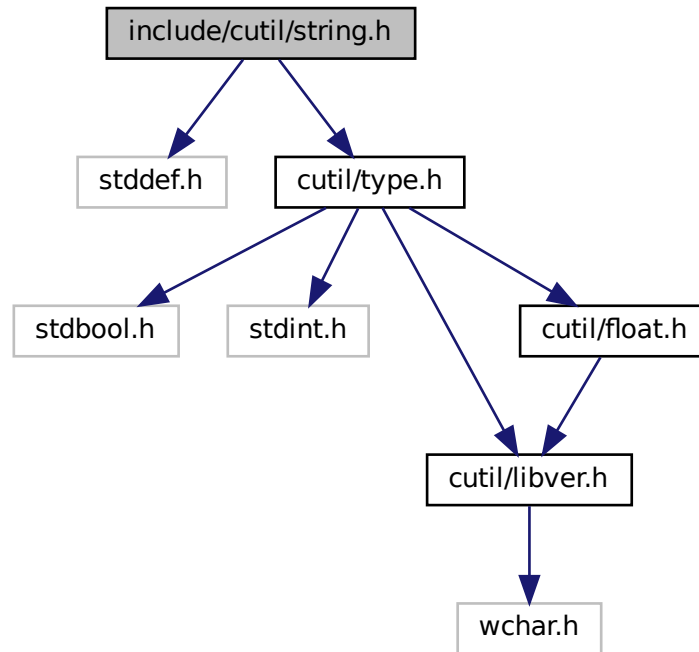 include/cutil/string.h
stddef.h
cutil/type.h
stdbool.h
stdint.h
cutil/float.h
cutil/libver.h
wchar.h